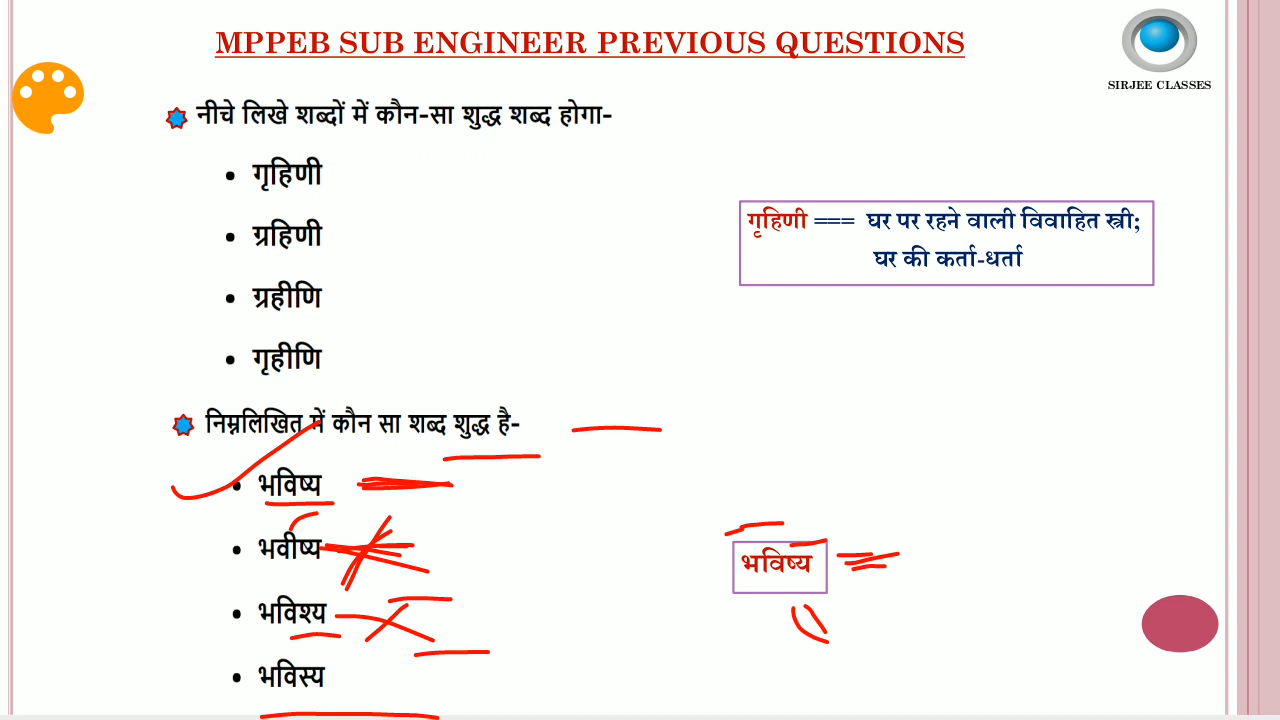 MPPEB SUB ENGINEER PREVIOUS QUESTIONS
SIRJEE CLASSES
नीचे लिखे शब्दों में कौन-सा शुद्ध शब्द होगा-
• गृहिणी
• ग्रहिणी
• ग्रहीणि
• गृहीणि
गृहिणी === घर पर रहने वाली विवाहित स्त्री;
घर की कर्ता-धर्ता
निम्नलिखित में कौन सा शब्द शुद्ध है-
• भविष्य
• भवीष्य
• भविश्य
• भविस्य
भविष्य